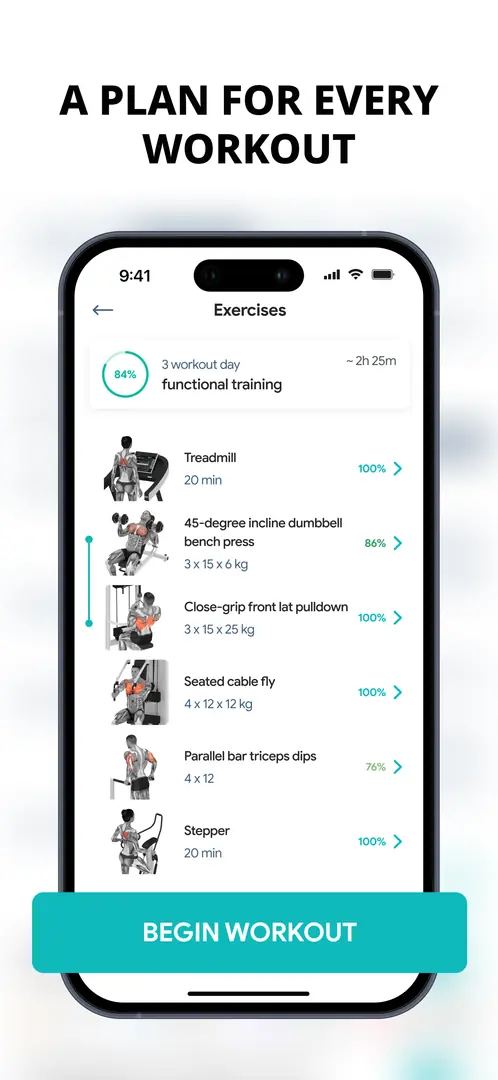 A PLAN FOR EVERY
WORKOUT
9:41
Exercises
84%
3 workout day
~ 2h 25m
functional training
Treadmill
20 min
100%
45-degree incline dumbbell
bench press
3 x 15 x 6 kg
86%
Close-grip front lat pulldown
3 x 15 x 25 kg
100%
Seated cable fly
4 x 12 x 12 kg
100%
Parallel bar triceps dips
4 x 12
76%
Stepper
20 min
100%
BEGIN WORKOUT